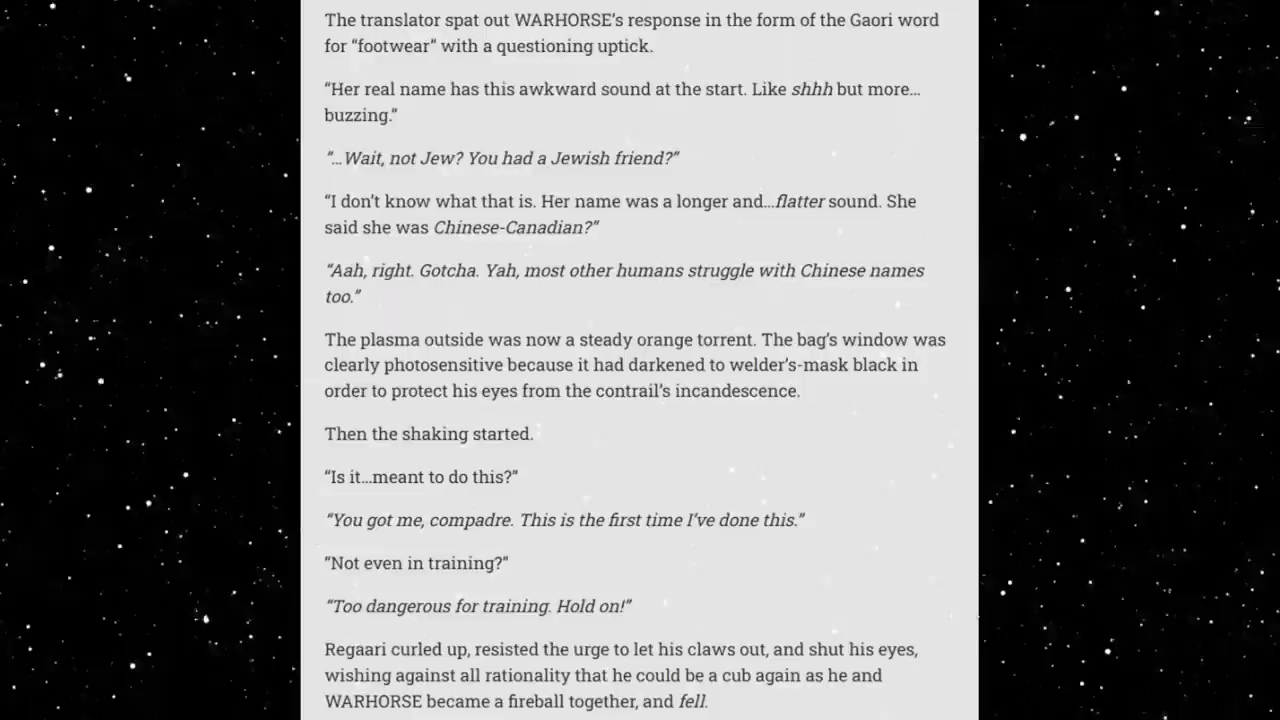 The translator spat out WARHORSE’s response in the form of the Gaori word
for “footwear” with a questioning uptick.
“Her real name has this awkward sound at the start. Like shhh but more…
buzzing.”
“…Wait, not Jew? You had a Jewish friend?”
“I don’t know what that is. Her name was a longer and…flatter sound. She
said she was Chinese-Canadian?”
“Aah, right. Gotcha. Yah, most other humans struggle with Chinese names
too.”
The plasma outside was now a steady orange torrent. The bag’s window was
clearly photosensitive because it had darkened to welder’s-mask black in
order to protect his eyes from the contrail’s incandescence.
Then the shaking started.
“Is it…meant to do this?”
“You got me, compadre. This is the first time I’ve done this.”
“Not even in training?”
“Too dangerous for training. Hold on!”
Regaari curled up, resisted the urge to let his claws out, and shut his eyes,
wishing against all rationality that he could be a cub again as he and
WARHORSE became a fireball together, and fell.